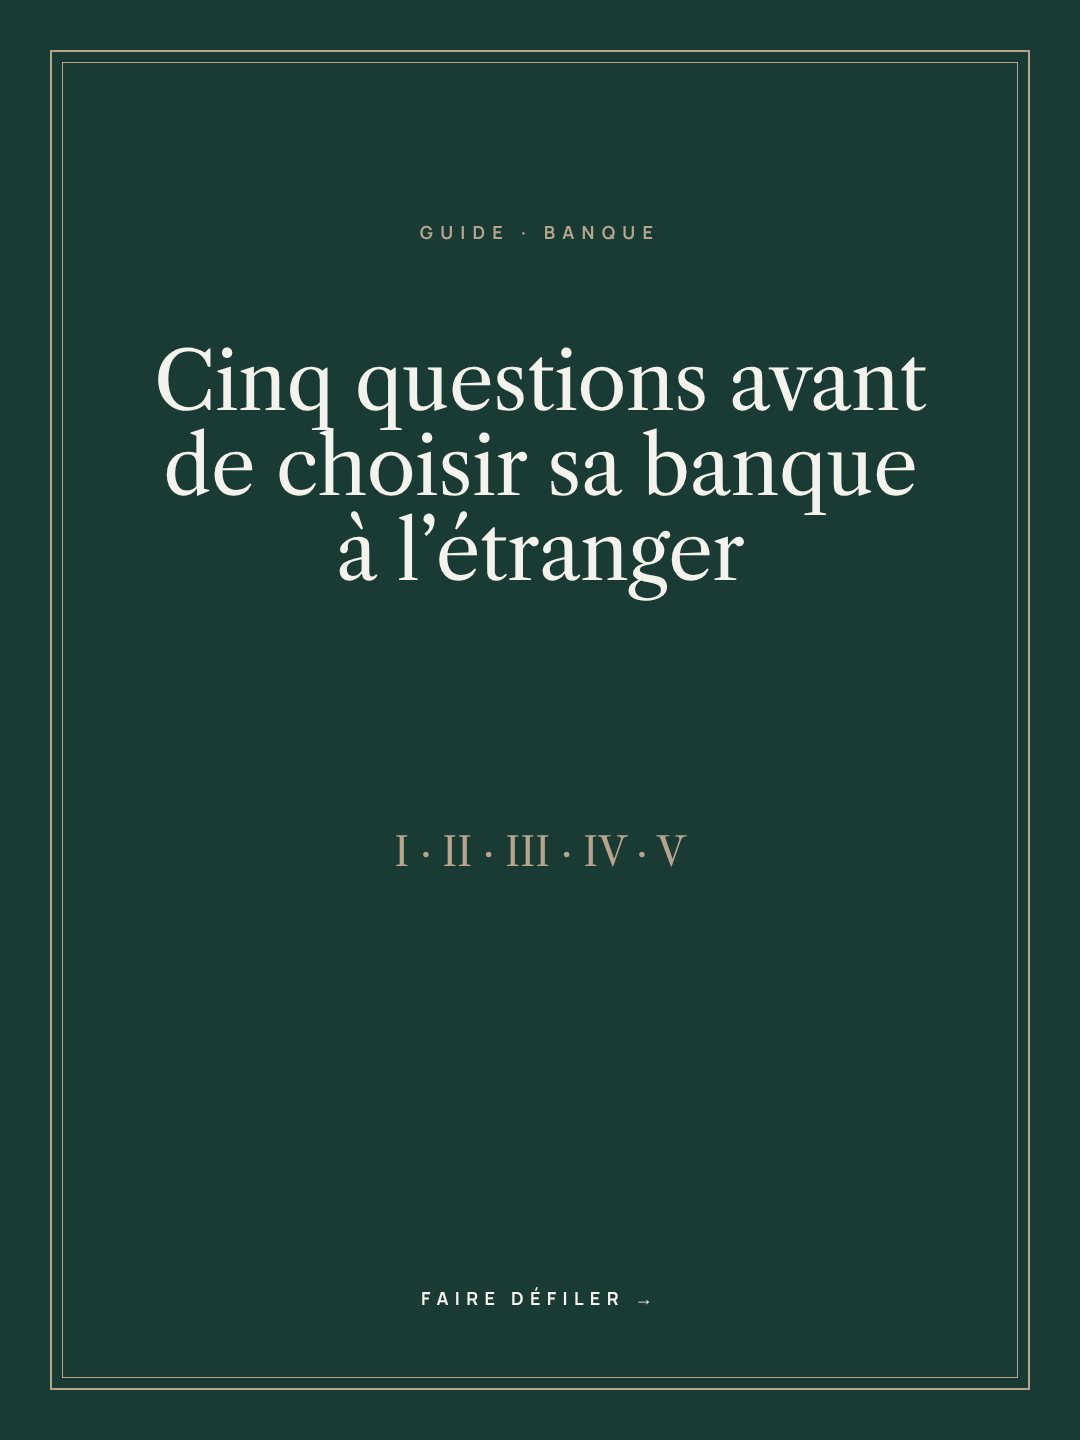 GUIDE · BANQUE
Cinq questions avant
de choisir sa banque
à l’étranger
I · II · III · IV · V
FAIRE DÉFILER →